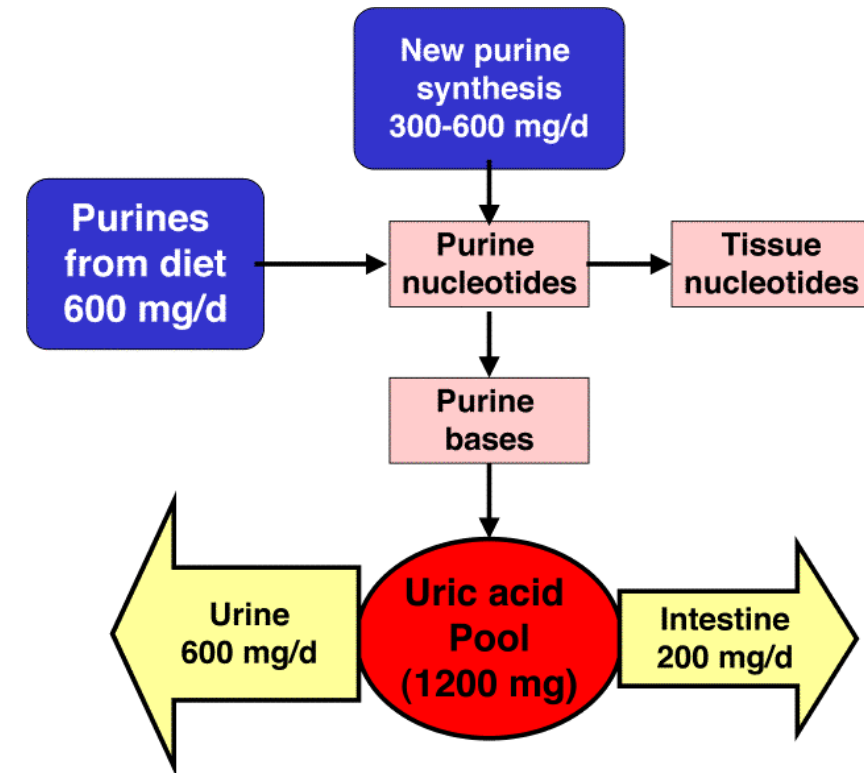 New purine
synthesis
300-600 mg/d
Purines
from diet
600 mg/d
Purine
nucleotides
Tissue
nucleotides
Purine
bases
Urine
600 mg/d
Uric acid
Pool
(1200 mg)
Intestine
200 mg/d